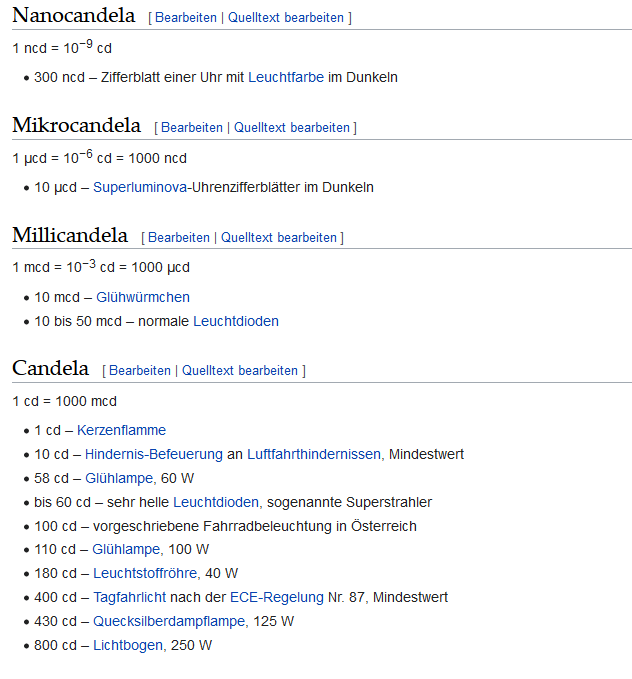 Nanocandela [ Bearbeiten | Quelltext bearbeiten ]
1 ncd = 10⁻⁹ cd
• 300 ncd – Zifferblatt einer Uhr mit Leuchtfarbe im Dunkeln
Mikrocandela [ Bearbeiten | Quelltext bearbeiten ]
1 µcd = 10⁻⁶ cd = 1000 ncd
• 10 µcd – Superluminova-Uhrenzifferblätter im Dunkeln
Millicandela [ Bearbeiten | Quelltext bearbeiten ]
1 mcd = 10⁻³ cd = 1000 µcd
• 10 mcd – Glühwürmchen
• 10 bis 50 mcd – normale Leuchtdioden
Candela [ Bearbeiten | Quelltext bearbeiten ]
1 cd = 1000 mcd
• 1 cd – Kerzenflamme
• 10 cd – Hindernis-Befeuerung an Luftfahrthindernissen, Mindestwert
• 58 cd – Glühlampe, 60 W
• bis 60 cd – sehr helle Leuchtdioden, sogenannte Superstrahler
• 100 cd – vorgeschriebene Fahrradbeleuchtung in Österreich
• 110 cd – Glühlampe, 100 W
• 180 cd – Leuchtstoffröhre, 40 W
• 400 cd – Tagfahrlicht nach der ECE-Regelung Nr. 87, Mindestwert
• 430 cd – Quecksilberdampflampe, 125 W
• 800 cd – Lichtbogen, 250 W